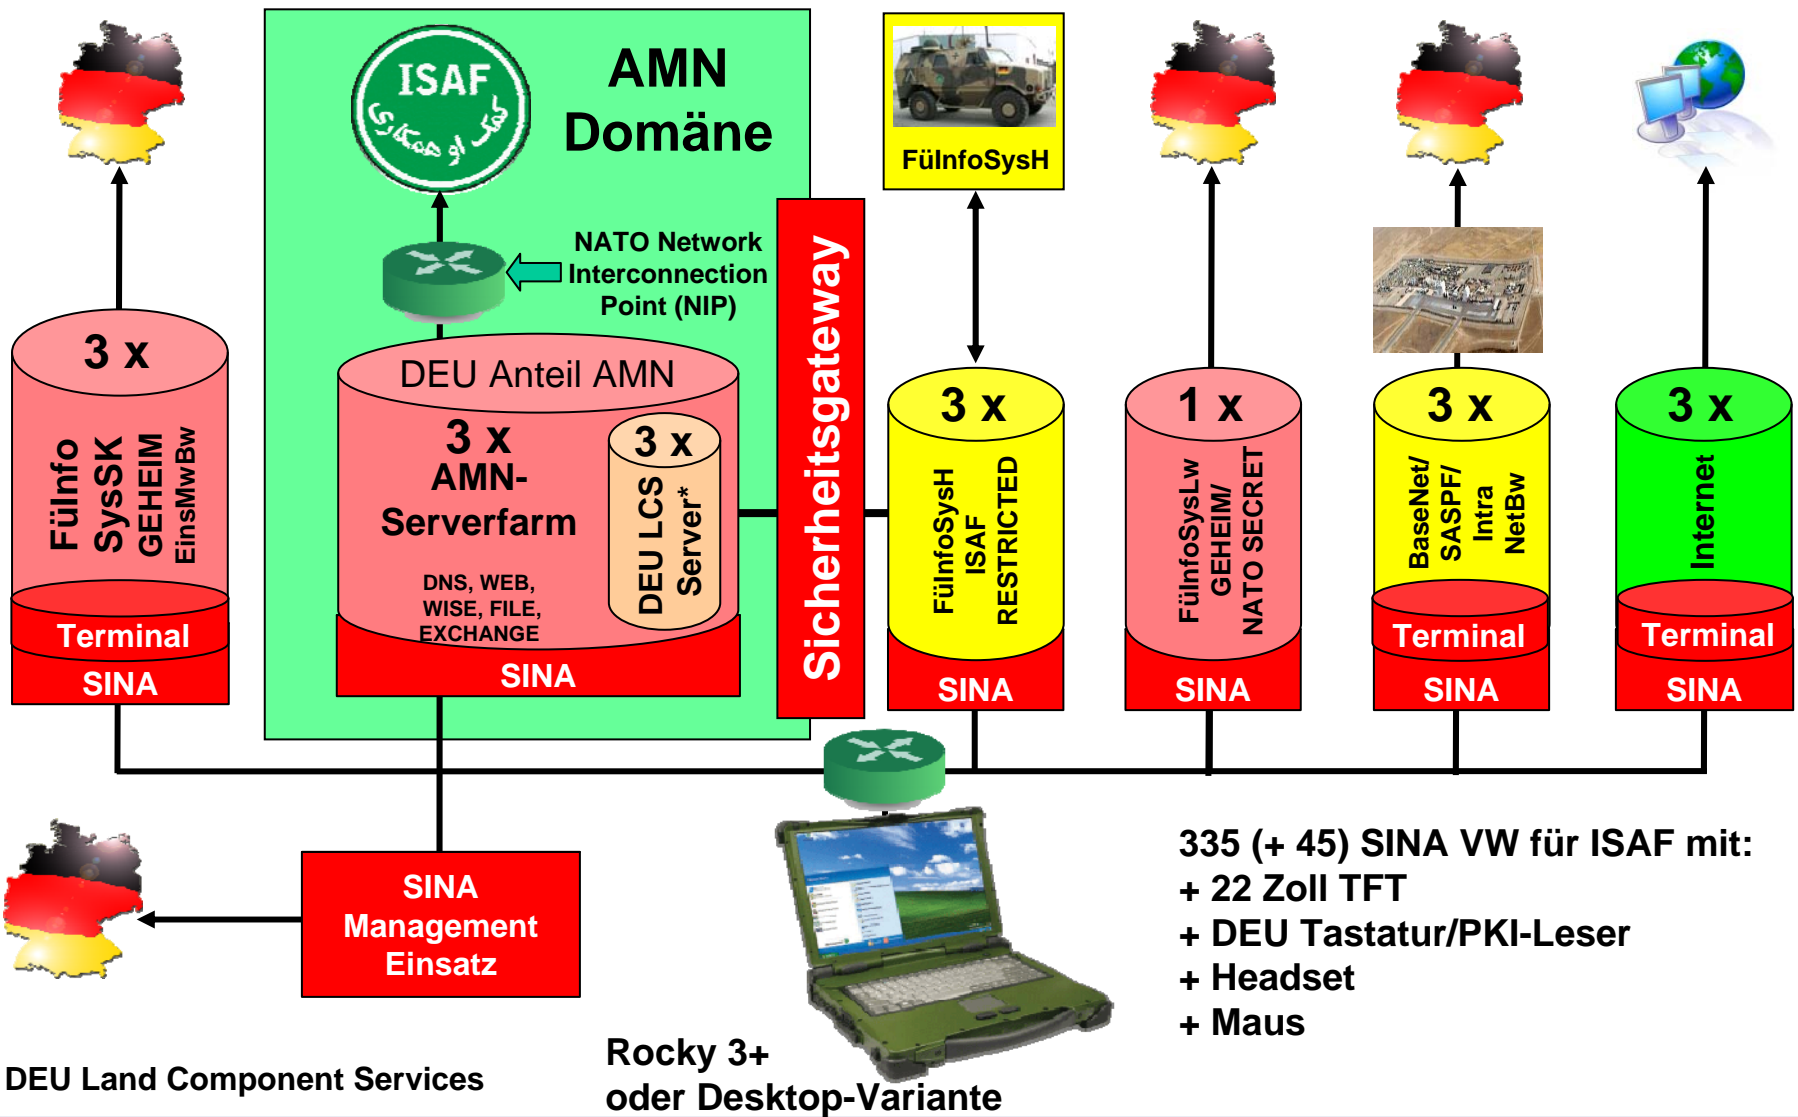 ISAF
کمک او همکاری
AMN
Domäne
NATO Network
Interconnection
Point (NIP)
FüInfoSysH
3 x
FüInfo
SysSK
GEHEIM
EinsMwBw
Terminal
SINA
DEU Anteil AMN
3 x
AMN-
Serverfarm
DNS, WEB,
WISE, FILE,
EXCHANGE
3 x
DEU LCS
Server*
SINA
Sicherheitsgateway
3 x
FüInfoSysH
ISAF
RESTRICTED
SINA
1 x
FüInfoSysLw
GEHEIM/
NATO SECRET
SINA
3 x
BaseNet/
SASPF/
Intra
NetBw
Terminal
SINA
3 x
Internet
Terminal
SINA
SINA
Management
Einsatz
335 (+ 45) SINA VW für ISAF mit:
+ 22 Zoll TFT
+ DEU Tastatur/PKI-Leser
+ Headset
+ Maus
Rocky 3+
oder Desktop-Variante
DEU Land Component Services